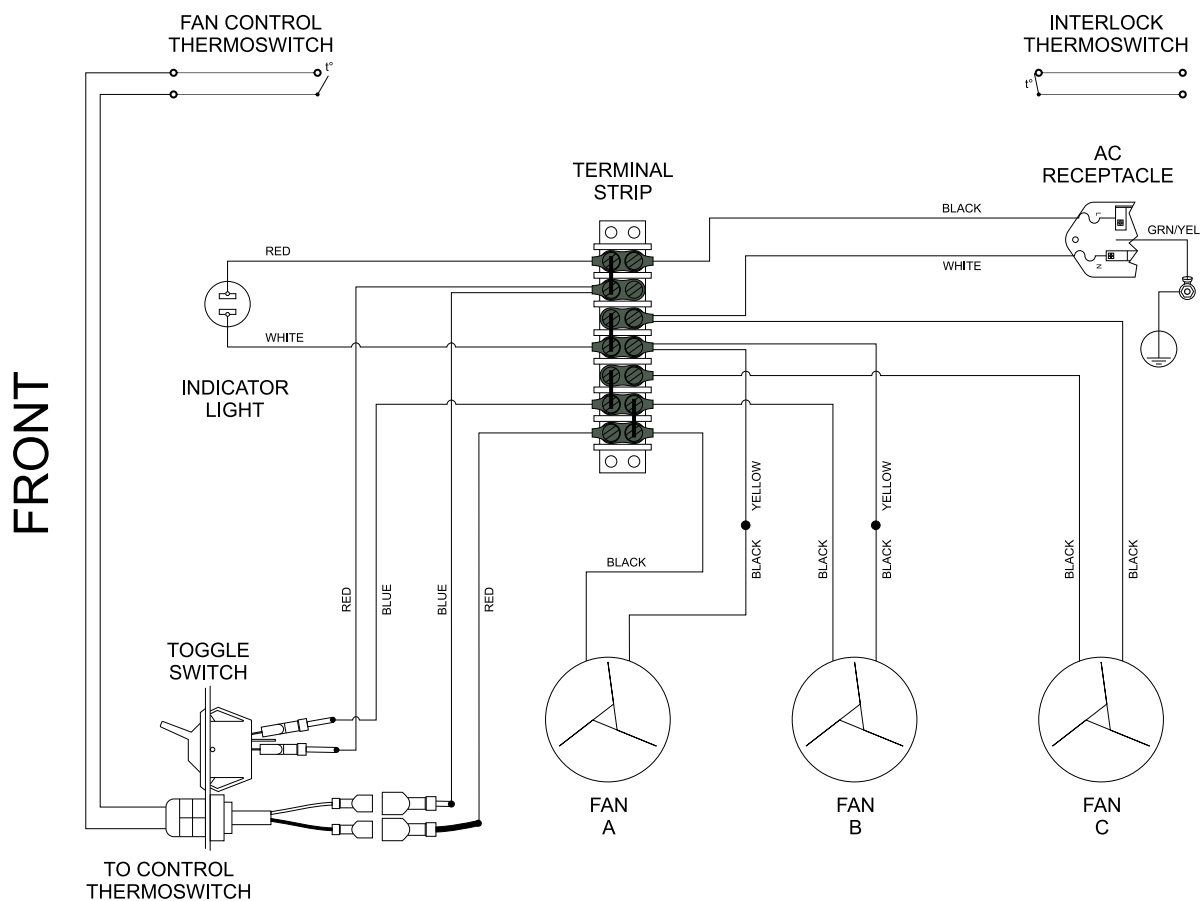 FAN CONTROL
THERMOSWITCH
t°
INTERLOCK
THERMOSWITCH
t°
TERMINAL
STRIP
AC
RECEPTACLE
BLACK
L
GRN/YEL
RED
WHITE
N
WHITE
INDICATOR
LIGHT
FRONT
YELLOW
YELLOW
BLACK
BLACK
BLACK
BLACK
BLACK
BLACK
RED
BLUE
BLUE
RED
TOGGLE
SWITCH
FAN
A
FAN
B
FAN
C
TO CONTROL
THERMOSWITCH